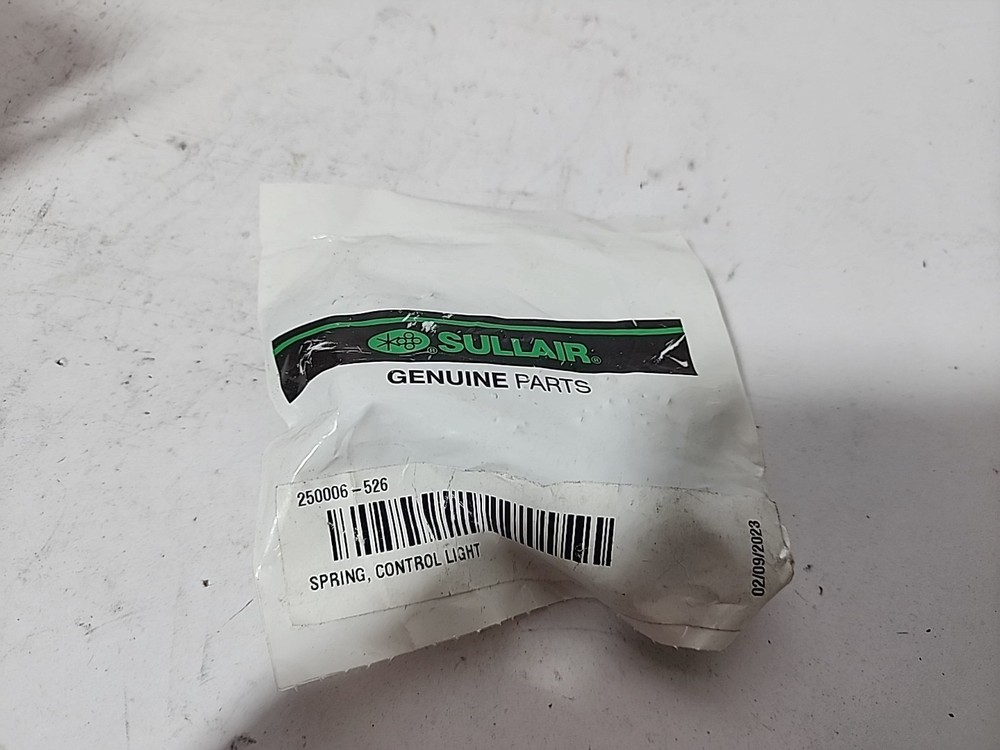 ® SULLAIR®
GENUINE PARTS
250006-526
SPRING, CONTROL LIGHT
02/09/2023